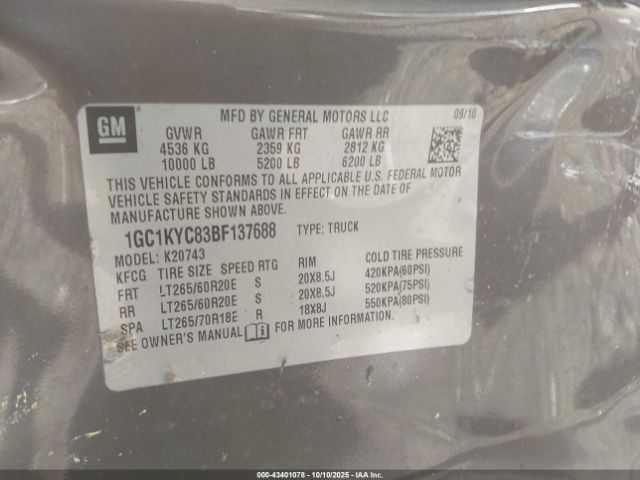 GM
MFD BY GENERAL MOTORS LLC 09/10
GVWR GAWR FRT GAWR RR
4536 KG 2359 KG 2812 KG
10000 LB 5200 LB 6200 LB
THIS VEHICLE CONFORMS TO ALL APPLICABLE U.S. FEDERAL MOTOR
VEHICLE SAFETY STANDARDS IN EFFECT ON THE DATE OF
MANUFACTURE SHOWN ABOVE.
1GC1KYC83BF137688 TYPE: TRUCK
MODEL: K20743
KFCG TIRE SIZE SPEED RTG RIM COLD TIRE PRESSURE
FRT LT265/60R20E S 20X8.5J 420KPA(60PSI)
RR LT265/60R20E S 20X8.5J 520KPA(75PSI)
SPA LT265/70R18E R 18X8J 550KPA(80PSI)
SEE OWNER'S MANUAL FOR MORE INFORMATION.
000-43401078 - 10/10/2025 - IAA, Inc.